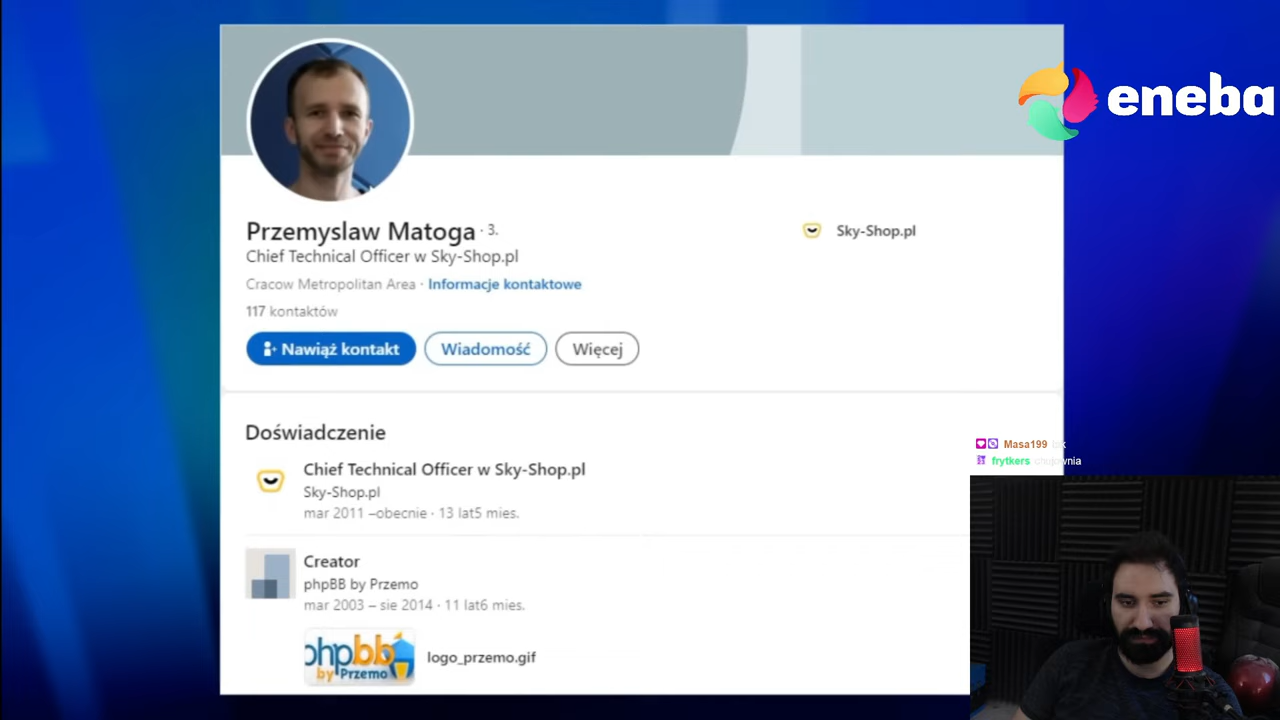 eneba
Przemyslaw Matoga · 3.
Chief Technical Officer w Sky-Shop.pl
Cracow Metropolitan Area · Informacje kontaktowe
117 kontaktów
Nawiąż kontakt
Wiadomość
Więcej
Sky-Shop.pl
Doświadczenie
Chief Technical Officer w Sky-Shop.pl
Sky-Shop.pl
mar 2011 –obecnie · 13 lat5 mies.
Creator
phpBB by Przemo
mar 2003 – sie 2014 · 11 lat6 mies.
phpbb
by Przemo
logo_przemo.gif
Masa199
frytkers